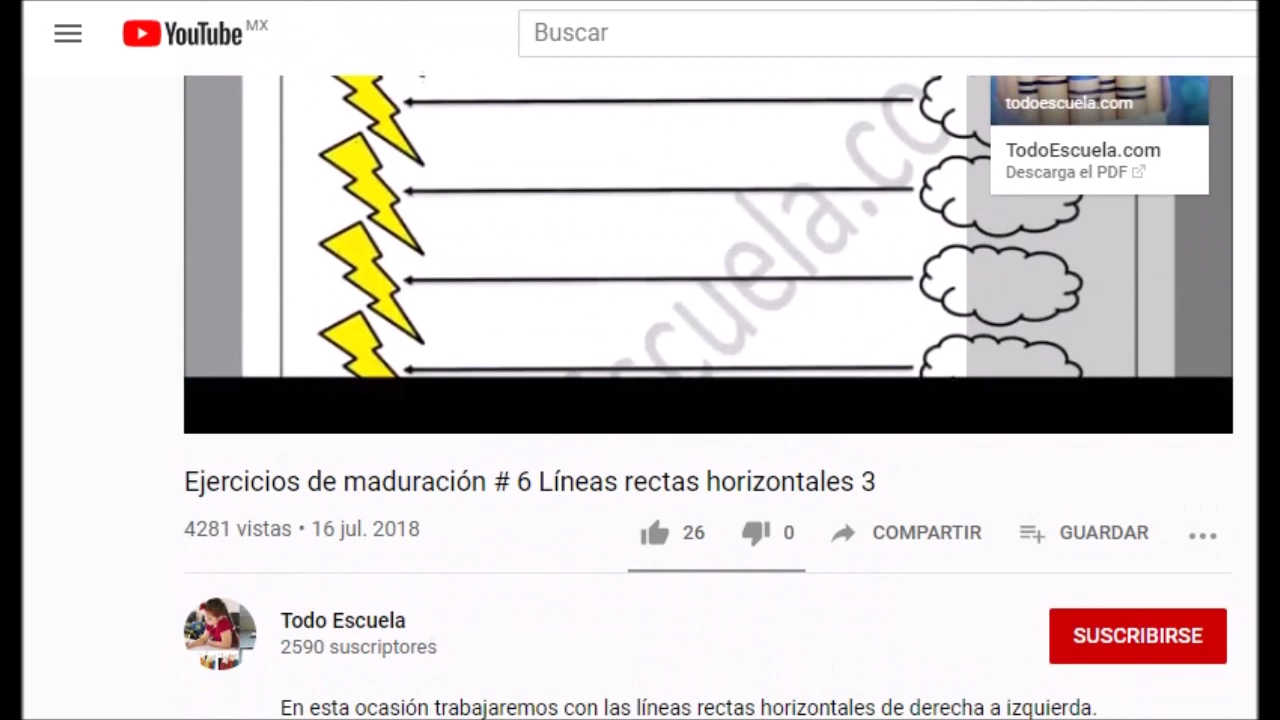 YouTube MX
Buscar
todoescuela.com
TodoEscuela.com
Descarga el PDF
escuela.co
Ejercicios de maduración # 6 Líneas rectas horizontales 3
4281 vistas • 16 jul. 2018
26 0 COMPARTIR GUARDAR
Todo Escuela
2590 suscriptores
SUSCRIBIRSE
En esta ocasión trabajaremos con las líneas rectas horizontales de derecha a izquierda.